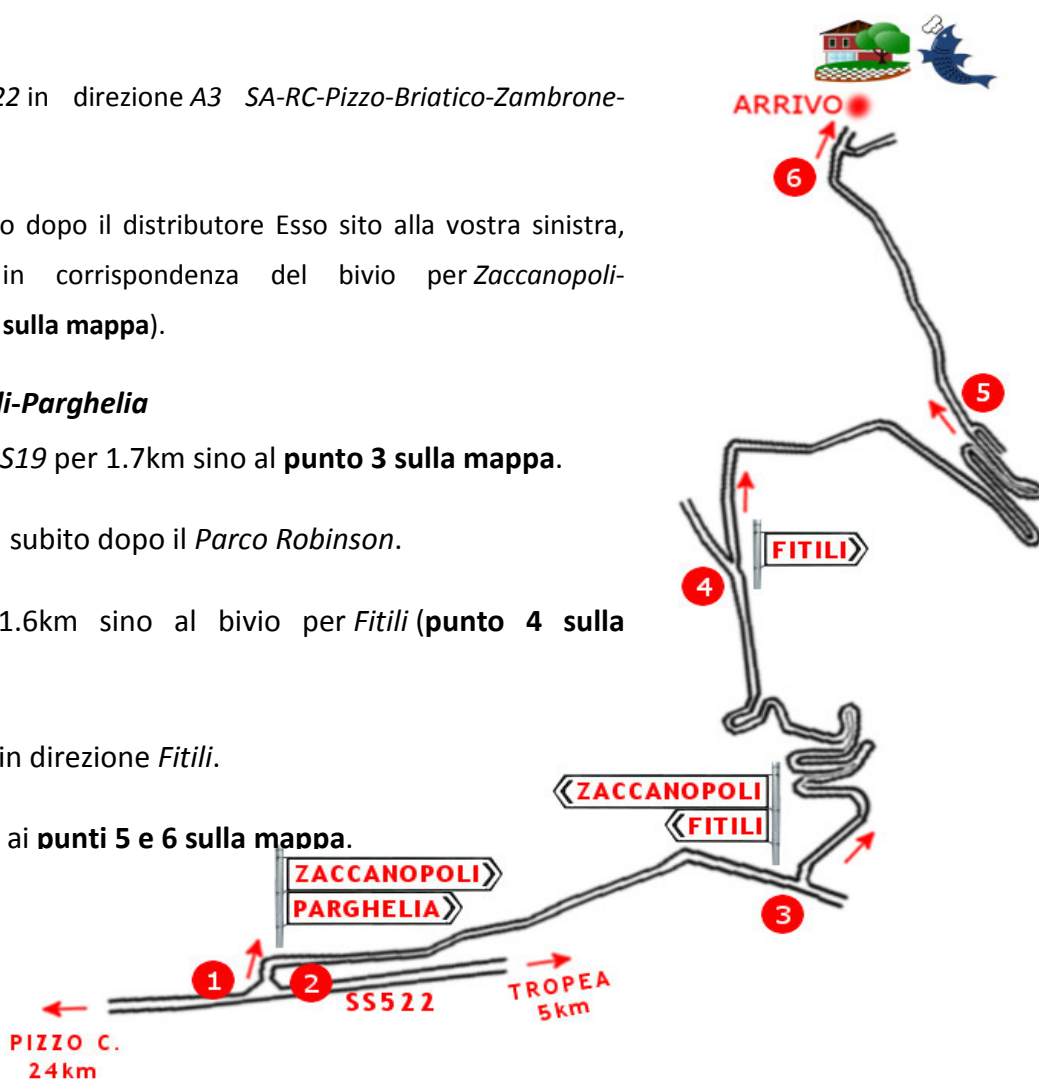 22 in direzione A3 SA-RC-Pizzo-Briatico-Zambrone-
o dopo il distributore Esso sito alla vostra sinistra,
in corrispondenza del bivio per Zaccanopoli-
sulla mappa).
li-Parghelia
S19 per 1.7km sino al punto 3 sulla mappa.
subito dopo il Parco Robinson.
1.6km sino al bivio per Fitili (punto 4 sulla
in direzione Fitili.
ai punti 5 e 6 sulla mappa.
ARRIVO
6
5
FITILI
4
ZACCANOPOLI
FITILI
3
ZACCANOPOLI
PARGHELIA
1
2
SS522
TROPEA
5km
PIZZO C.
24km